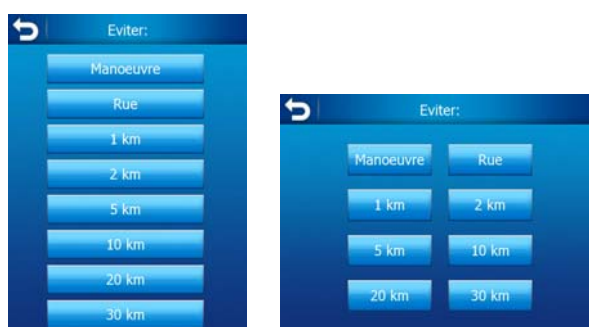 Eviter:
Manoeuvre
Rue
1 km
2 km
5 km
10 km
20 km
30 km
Eviter:
Manoeuvre Rue
1 km 2 km
5 km 10 km
20 km 30 km